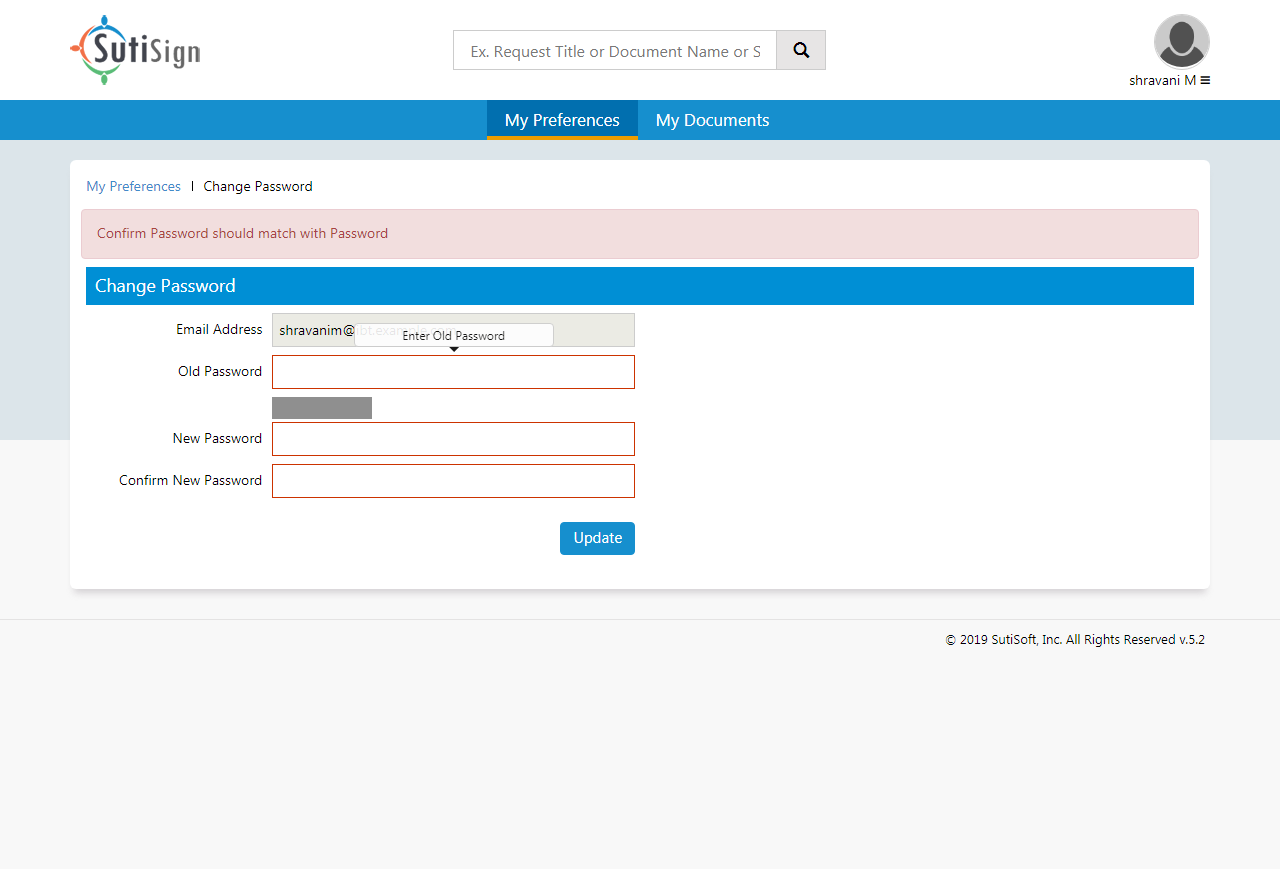 SutiSign
Ex. Request Title or Document Name or S
shravani M
My Preferences
My Documents
My Preferences | Change Password
Confirm Password should match with Password
Change Password
Email Address
shravanim@
Enter Old Password
Old Password
New Password
Confirm New Password
Update
© 2019 SutiSoft, Inc. All Rights Reserved v.5.2